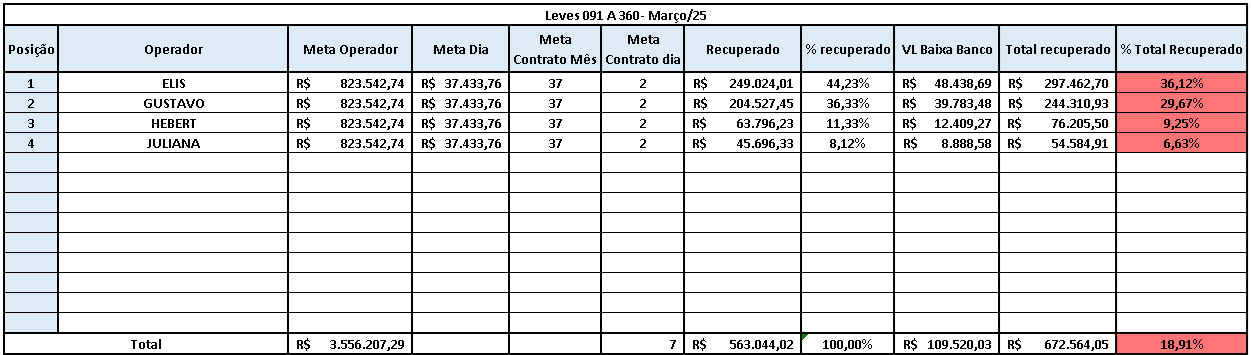 Leves 091 A 360- Março/25
Posição Operador Meta Operador Meta Dia Meta Contrato Mês Meta Contrato dia Recuperado % recuperado VL Baixa Banco Total recuperado % Total Recuperado
1 ELIS R$ 823.542,74 R$ 37.433,76 37 2 R$ 249.024,01 44,23% R$ 48.438,69 R$ 297.462,70 36,12%
2 GUSTAVO R$ 823.542,74 R$ 37.433,76 37 2 R$ 204.527,45 36,33% R$ 39.783,48 R$ 244.310,93 29,67%
3 HEBERT R$ 823.542,74 R$ 37.433,76 37 2 R$ 63.796,23 11,33% R$ 12.409,27 R$ 76.205,50 9,25%
4 JULIANA R$ 823.542,74 R$ 37.433,76 37 2 R$ 45.696,33 8,12% R$ 8.888,58 R$ 54.584,91 6,63%
Total R$ 3.556.207,29 7 R$ 563.044,02 100,00% R$ 109.520,03 R$ 672.564,05 18,91%